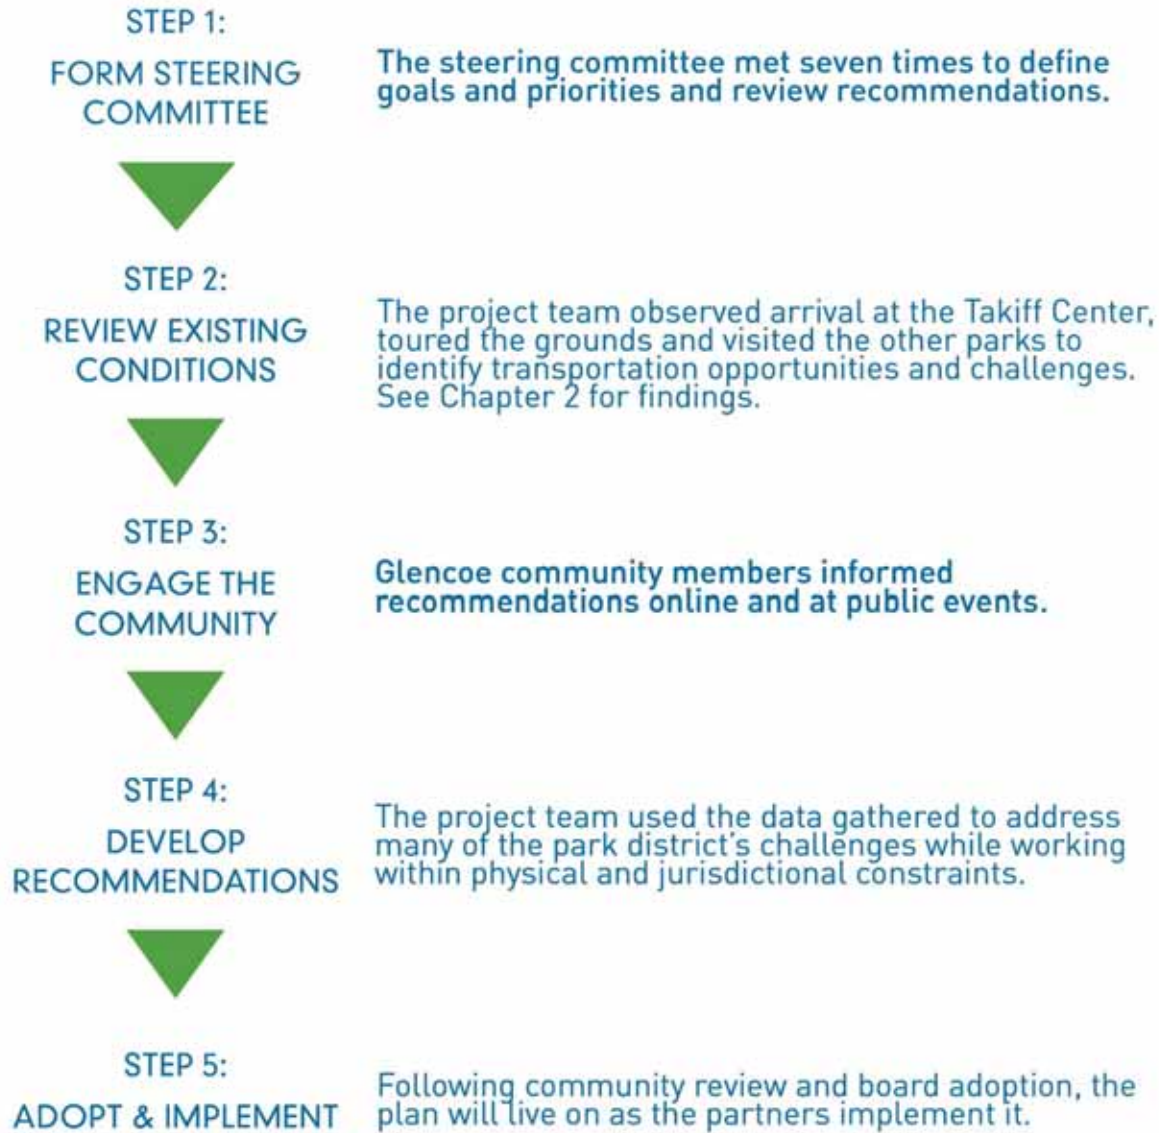 STEP 1:
FORM STEERING
COMMITTEE
The steering committee met seven times to define
goals and priorities and review recommendations.
STEP 2:
REVIEW EXISTING
CONDITIONS
The project team observed arrival at the Takiff Center,
toured the grounds and visited the other parks to
identify transportation opportunities and challenges.
See Chapter 2 for findings.
STEP 3:
ENGAGE THE
COMMUNITY
Glencoe community members informed
recommendations online and at public events.
STEP 4:
DEVELOP
RECOMMENDATIONS
The project team used the data gathered to address
many of the park district's challenges while working
within physical and jurisdictional constraints.
STEP 5:
ADOPT & IMPLEMENT
Following community review and board adoption, the
plan will live on as the partners implement it.